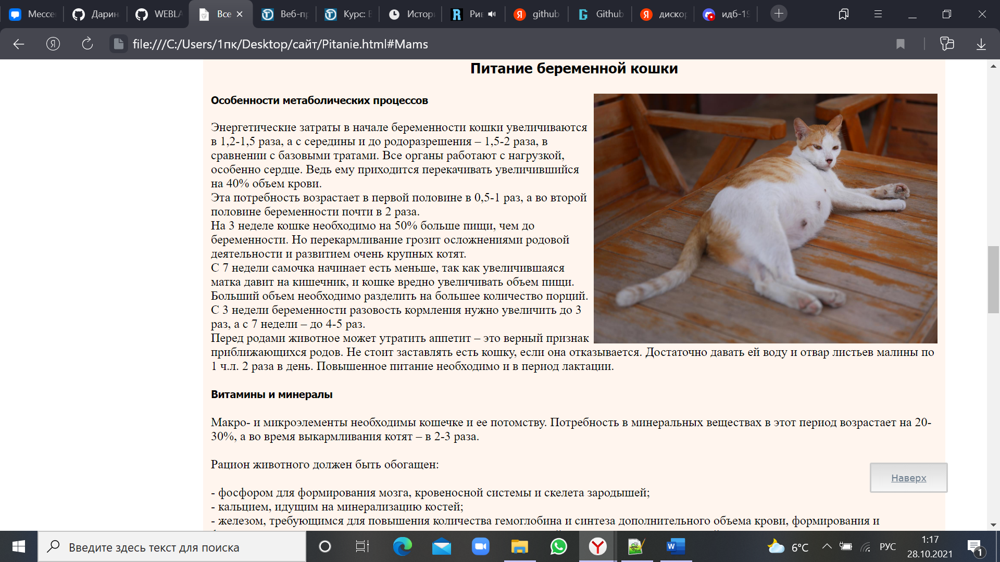 Мессе
Дарин
WEBLA
Все
Веб-пр
Курс: В
Истор
Рив
github
Github
диско
идб-19
file:///C:/Users/1пк/Desktop/сайт/Pitanie.html#Mams
Питание беременной кошки
Особенности метаболических процессов
Энергетические затраты в начале беременности кошки увеличиваются
в 1,2-1,5 раза, а с середины и до родоразрешения – 1,5-2 раза, в
сравнении с базовыми тратами. Все органы работают с нагрузкой,
особенно сердце. Ведь ему приходится перекачивать увеличившийся
на 40% объем крови.
Эта потребность возрастает в первой половине в 0,5-1 раз, а во второй
половине беременности почти в 2 раза.
На 3 неделе кошке необходимо на 50% больше пищи, чем до
беременности. Но перекармливание грозит осложнениями родовой
деятельности и развитием очень крупных котят.
С 7 недели самочка начинает есть меньше, так как увеличившаяся
матка давит на кишечник, и кошке вредно увеличивать объем пищи.
Больший объем необходимо разделить на большее количество порций.
С 3 недели беременности разовость кормления нужно увеличить до 3
раз, а с 7 недели – до 4-5 раз.
Перед родами животное может утратить аппетит – это верный признак
приближающихся родов. Не стоит заставлять есть кошку, если она отказывается. Достаточно давать ей воду и отвар листьев малины по
1 ч.л. 2 раза в день. Повышенное питание необходимо и в период лактации.
Витамины и минералы
Макро- и микроэлементы необходимы кошечке и ее потомству. Потребность в минеральных веществах в этот период возрастает на 20-
30%, а во время выкармливания котят – в 2-3 раза.
Рацион животного должен быть обогащен:
Наверх
- фосфором для формирования мозга, кровеносной системы и скелета зародышей;
- кальцием, идущим на минерализацию костей;
- железом, требующимся для повышения количества гемоглобина и синтеза дополнительного объема крови, формирования и
Введите здесь текст для поиска
6°C
РУС
1:17
28.10.2021
1